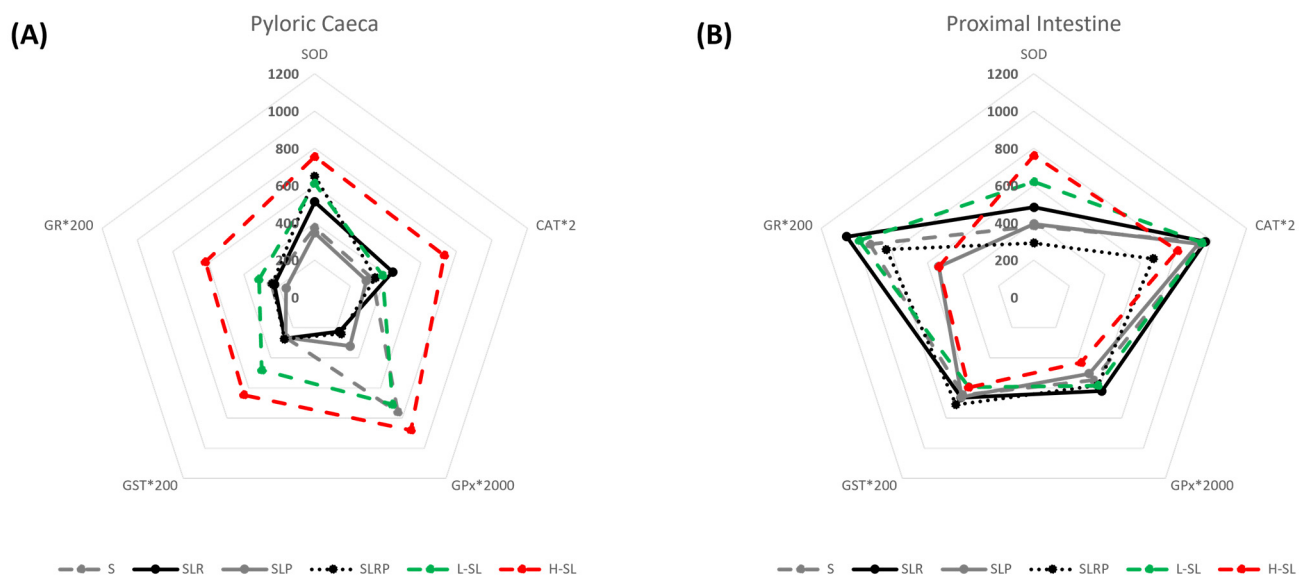 (A)
Pyloric Caeca
SOD
1200
1000
800
600
400
200
0
CAT*2
GPx*2000
GST*200
GR*200
S SLR SLP SLRP L-SL H-SL
(B)
Proximal Intestine
SOD
1200
1000
800
600
400
200
0
CAT*2
GPx*2000
GST*200
GR*200
S SLR SLP SLRP L-SL H-SL